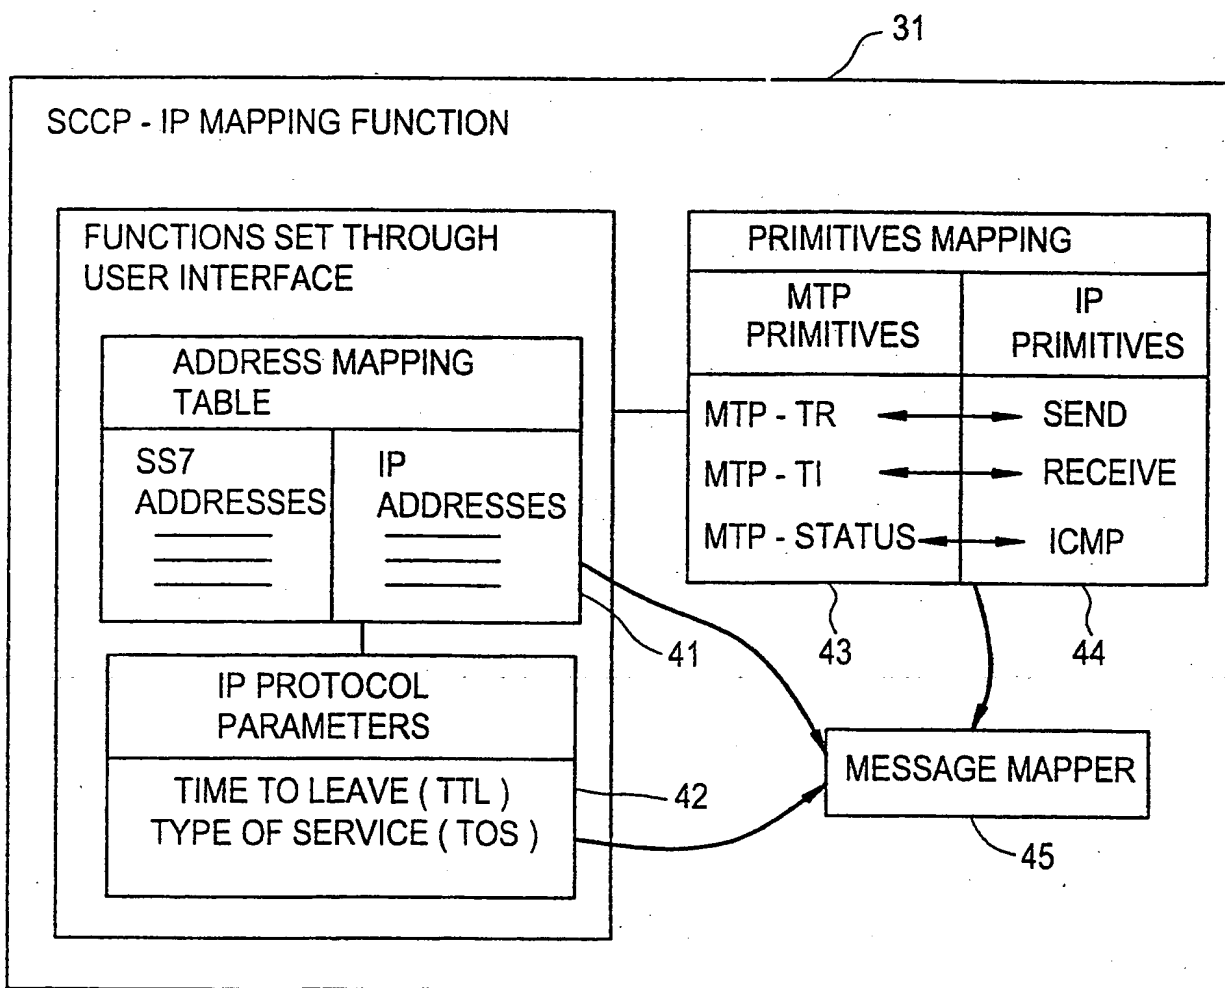 31
SCCP - IP MAPPING FUNCTION
FUNCTIONS SET THROUGH
USER INTERFACE
ADDRESS MAPPING
TABLE
SS7
ADDRESSES
IP
ADDRESSES
41
IP PROTOCOL
PARAMETERS
TIME TO LEAVE ( TTL )
TYPE OF SERVICE ( TOS )
42
PRIMITIVES MAPPING
MTP
PRIMITIVES
IP
PRIMITIVES
MTP - TR
SEND
MTP - TI
RECEIVE
MTP - STATUS
ICMP
43
44
MESSAGE MAPPER
45